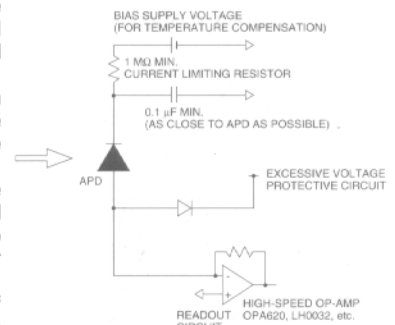 BIAS SUPPLY VOLTAGE
(FOR TEMPERATURE COMPENSATION)
1 MΩ MIN.
CURRENT LIMITING RESISTOR
0.1 µF MIN.
(AS CLOSE TO APD AS POSSIBLE)
APD
EXCESSIVE VOLTAGE
PROTECTIVE CIRCUIT
-
+
HIGH-SPEED OP-AMP
OPA620, LH0032, etc.
READOUT
CIRCUIT